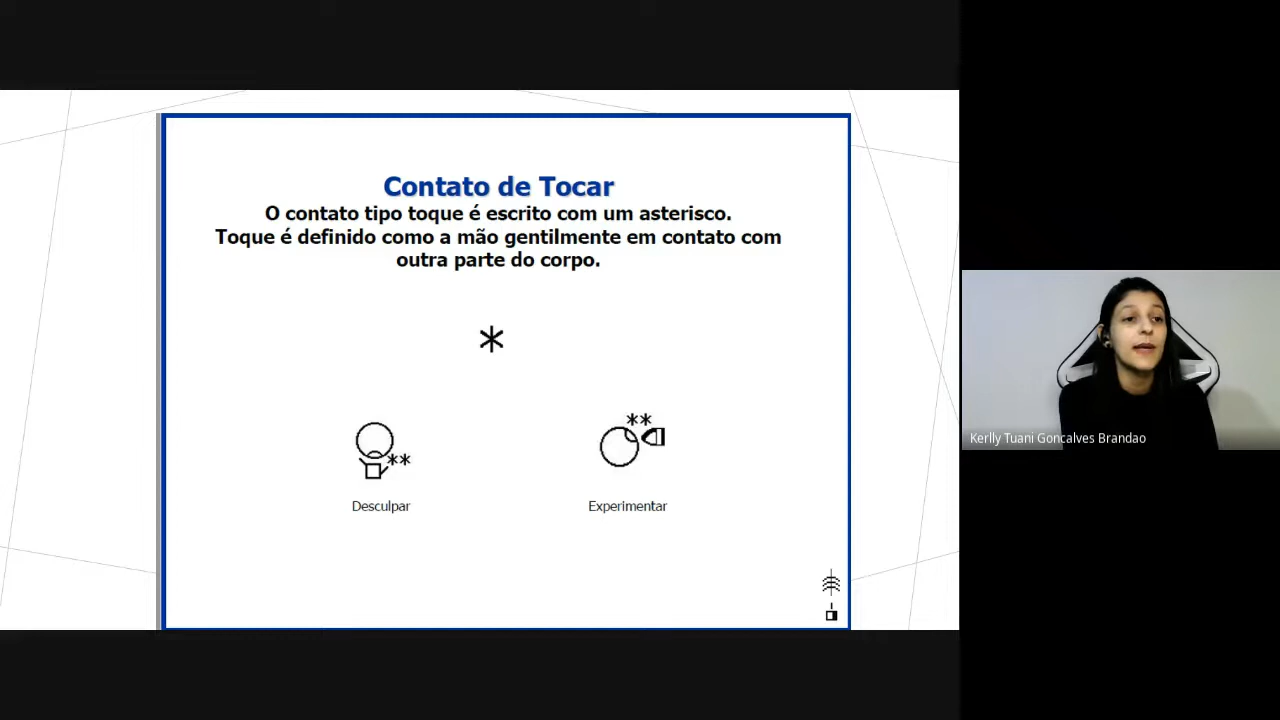 Contato de Tocar
O contato tipo toque é escrito com um asterisco.
Toque é definido como a mão gentilmente em contato com
outra parte do corpo.
*
**
**
Desculpar
Experimentar
Kerlly Tuani Goncalves Brandao